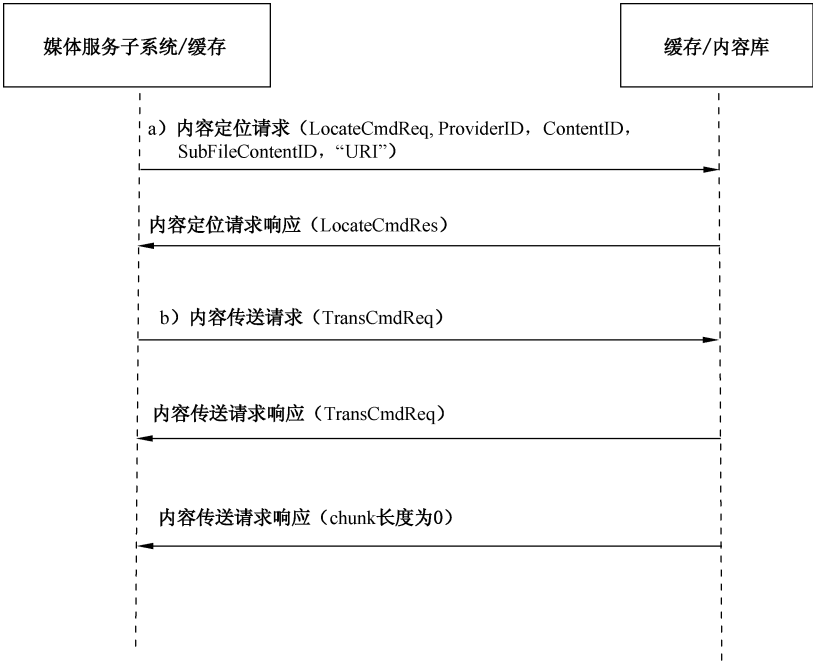 媒体服务子系统/缓存
缓存/内容库
a）内容定位请求（LocateCmdReq, ProviderID，ContentID，
SubFileContentID，“URI”）
内容定位请求响应（LocateCmdRes）
b）内容传送请求（TransCmdReq）
内容传送请求响应（TransCmdReq）
内容传送请求响应（chunk长度为0）